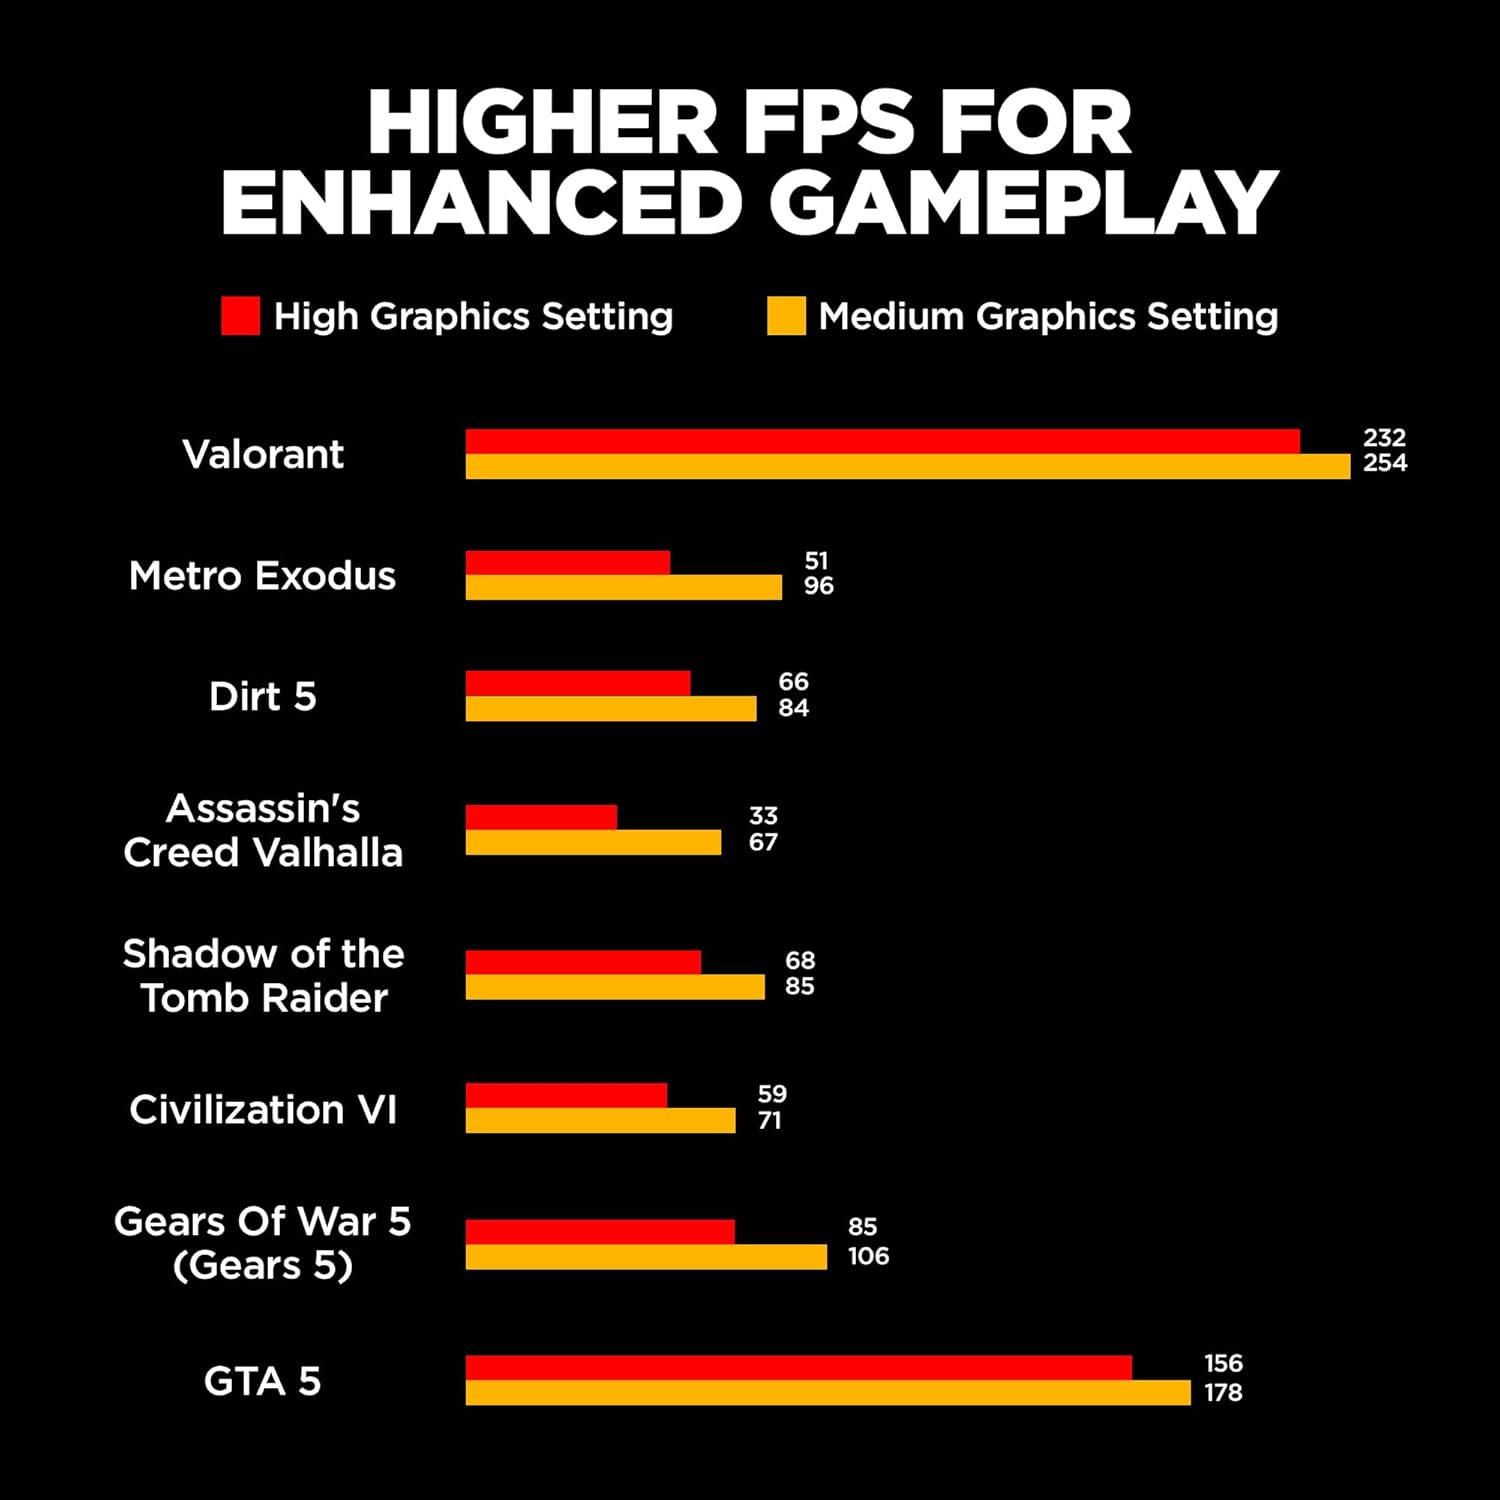 HIGHER FPS FOR
ENHANCED GAMEPLAY
High Graphics Setting
Medium Graphics Setting
Valorant
232
254
Metro Exodus
51
96
Dirt 5
66
84
Assassin's
Creed Valhalla
33
67
Shadow of the
Tomb Raider
68
85
Civilization VI
59
71
Gears Of War 5
(Gears 5)
85
106
GTA 5
156
178